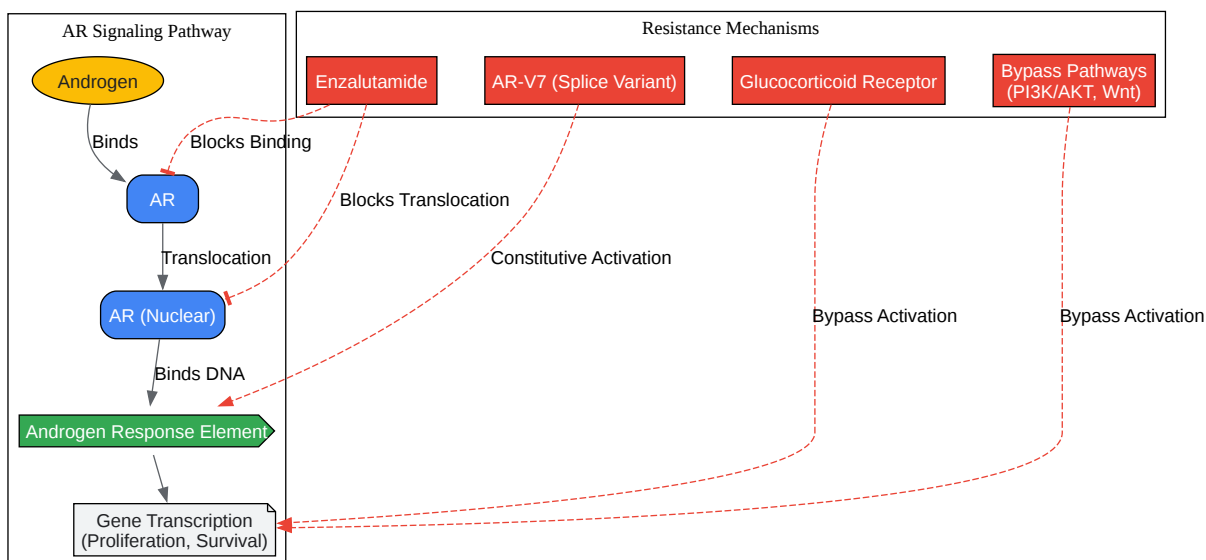 AR Signaling Pathway
Resistance Mechanisms
Androgen
Enzalutamide
AR-V7 (Splice Variant)
Glucocorticoid Receptor
Bypass Pathways
(PI3K/AKT, Wnt)
Binds
Blocks Binding
AR
Blocks Translocation
Translocation
Constitutive Activation
AR (Nuclear)
Bypass Activation
Bypass Activation
Binds DNA
Androgen Response Element
Gene Transcription
(Proliferation, Survival)